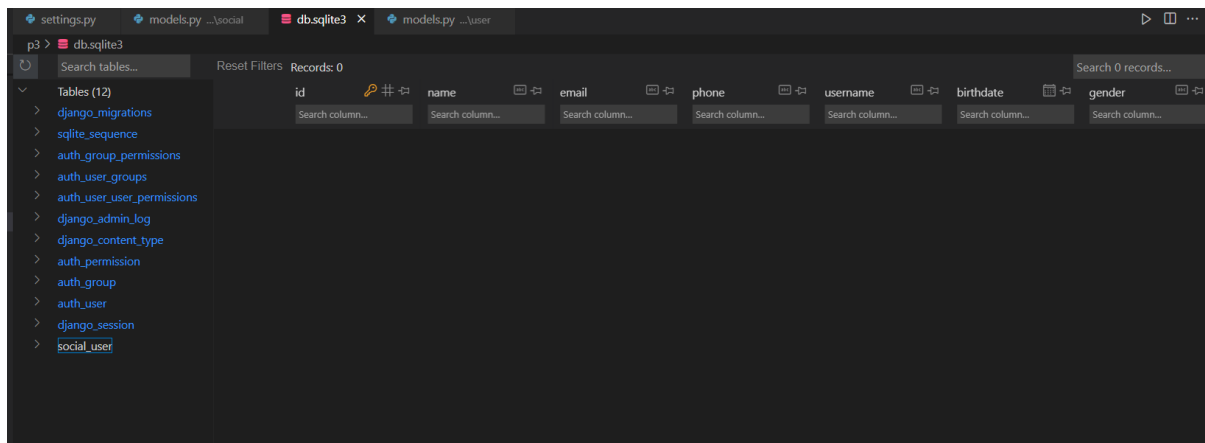 settings.py models.py ...\social db.sqlite3 × models.py ...\user ...
p3 > db.sqlite3
Search tables... Reset Filters Records: 0 Search 0 records...
Tables (12) id name email phone username birthdate gender
Search column... Search column... Search column... Search column... Search column... Search column... Search column...
django_migrations
sqlite_sequence
auth_group_permissions
auth_user_groups
auth_user_user_permissions
django_admin_log
django_content_type
auth_permission
auth_group
auth_user
django_session
social_user